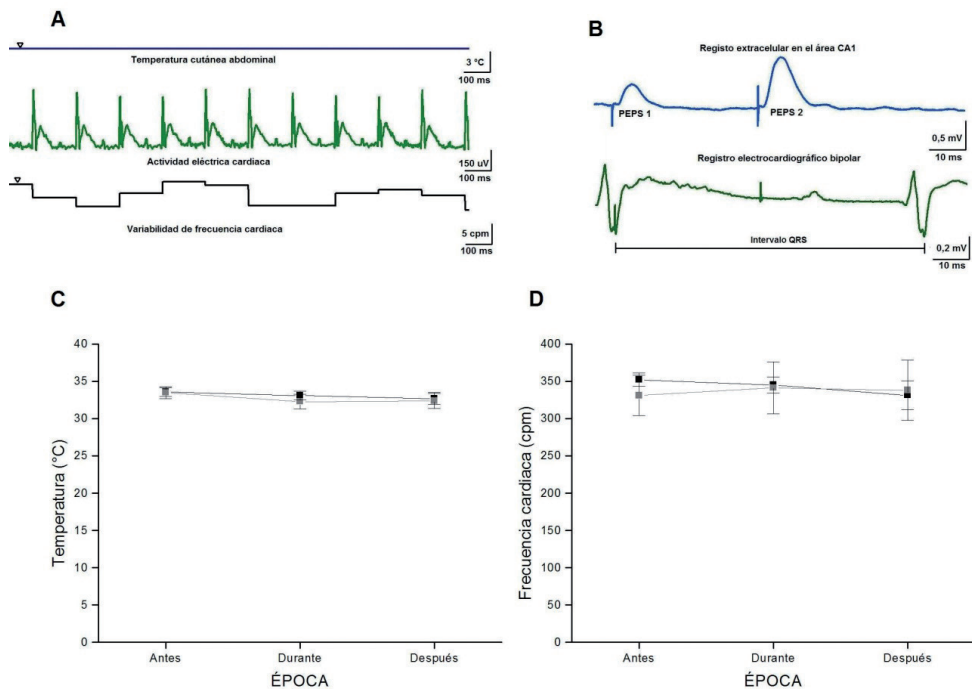 A
Temperatura cutánea abdominal
3 °C
100 ms
Actividad eléctrica cardiaca
150 uV
100 ms
Variabilidad de frecuencia cardiaca
5 cpm
100 ms
B
Registo extracelular en el área CA1
PEPS 1
PEPS 2
0,5 mV
10 ms
Registro electrocardiográfico bipolar
Intervalo QRS
0,2 mV
10 ms
C
Temperatura (°C)
40
35
30
25
20
15
10
5
0
Antes
Durante
Después
ÉPOCA
D
Frecuencia cardiaca (cpm)
400
350
300
250
200
150
100
50
0
Antes
Durante
Después
ÉPOCA